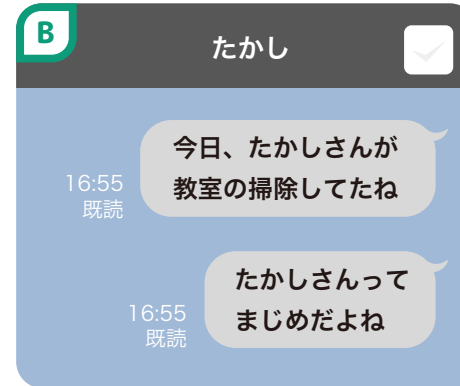 B
たかし
今日、たかしさんが
教室の掃除してたね
16:55
既読
たかしさんって
まじめだよね
16:55
既読